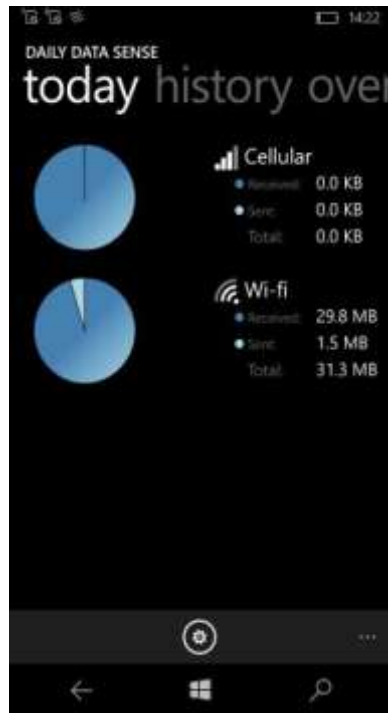 14:22
DAILY DATA SENSE
today history over
Cellular
Received: 0.0 KB
Sent: 0.0 KB
Total: 0.0 KB
Wi-fi
Received: 29.8 MB
Sent: 1.5 MB
Total: 31.3 MB
...